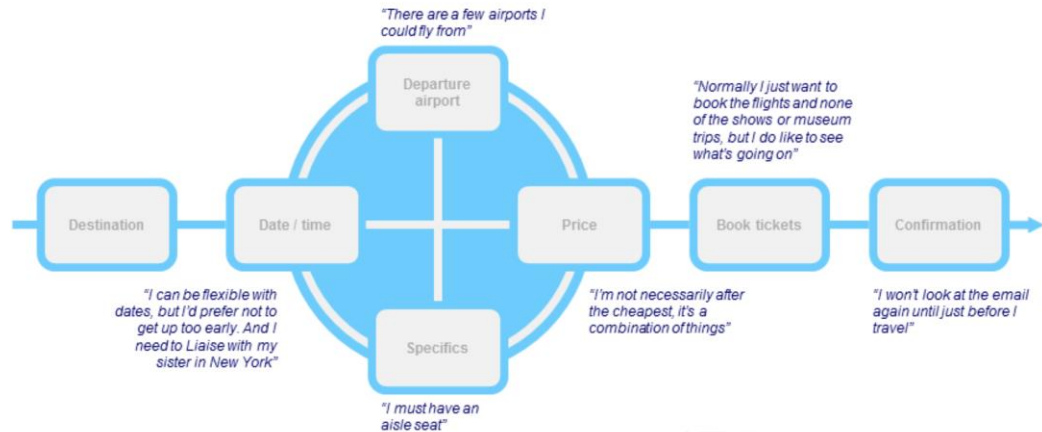 “There are a few airports I
could fly from”
Departure
airport
“Normally I just want to
book the flights and none
of the shows or museum
trips, but I do like to see
what’s going on”
Destination
Date / time
Price
Book tickets
Confirmation
“I can be flexible with
dates, but I’d prefer not to
get up too early. And I
need to Liaise with my
sister in New York”
Specifics
“I’m not necessarily after
the cheapest, it’s a
combination of things”
“I won’t look at the email
again until just before I
travel”
“I must have an
aisle seat”